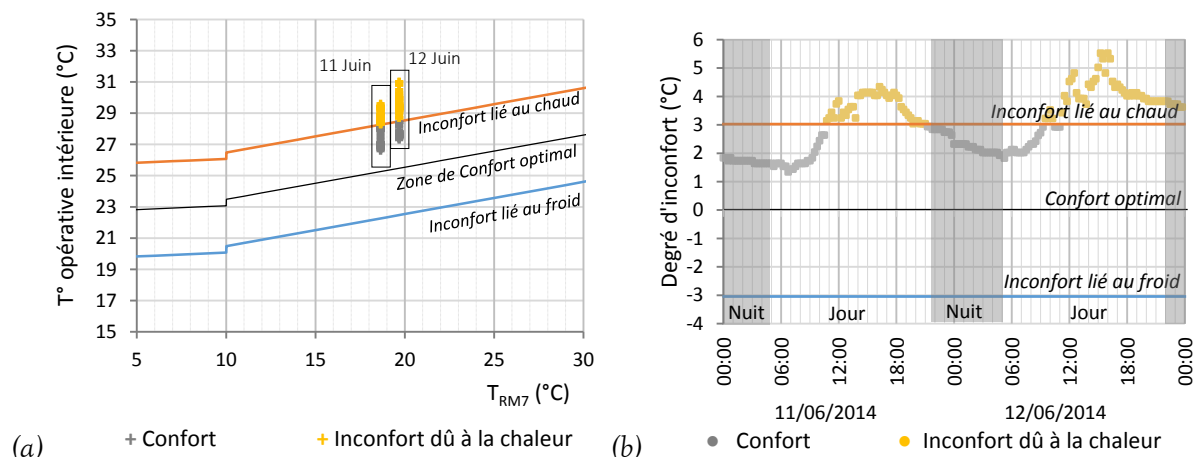 T° opérative intérieure (°C)
35
33
31
29
27
25
23
21
19
17
15
11 Juin
12 Juin
Inconfort lié au chaud
Zone de Confort optimal
Inconfort lié au froid
5 10 15 20 25 30
TRM7 (°C)
(a)
+ Confort + Inconfort dû à la chaleur
Degré d'inconfort (°C)
6
5
4
3
2
1
0
-1
-2
-3
-4
Inconfort lié au chaud
Confort optimal
Inconfort lié au froid
Nuit Jour Nuit Jour
00:00 06:00 12:00 18:00 00:00 06:00 12:00 18:00 00:00
11/06/2014 12/06/2014
(b)
Confort Inconfort dû à la chaleur